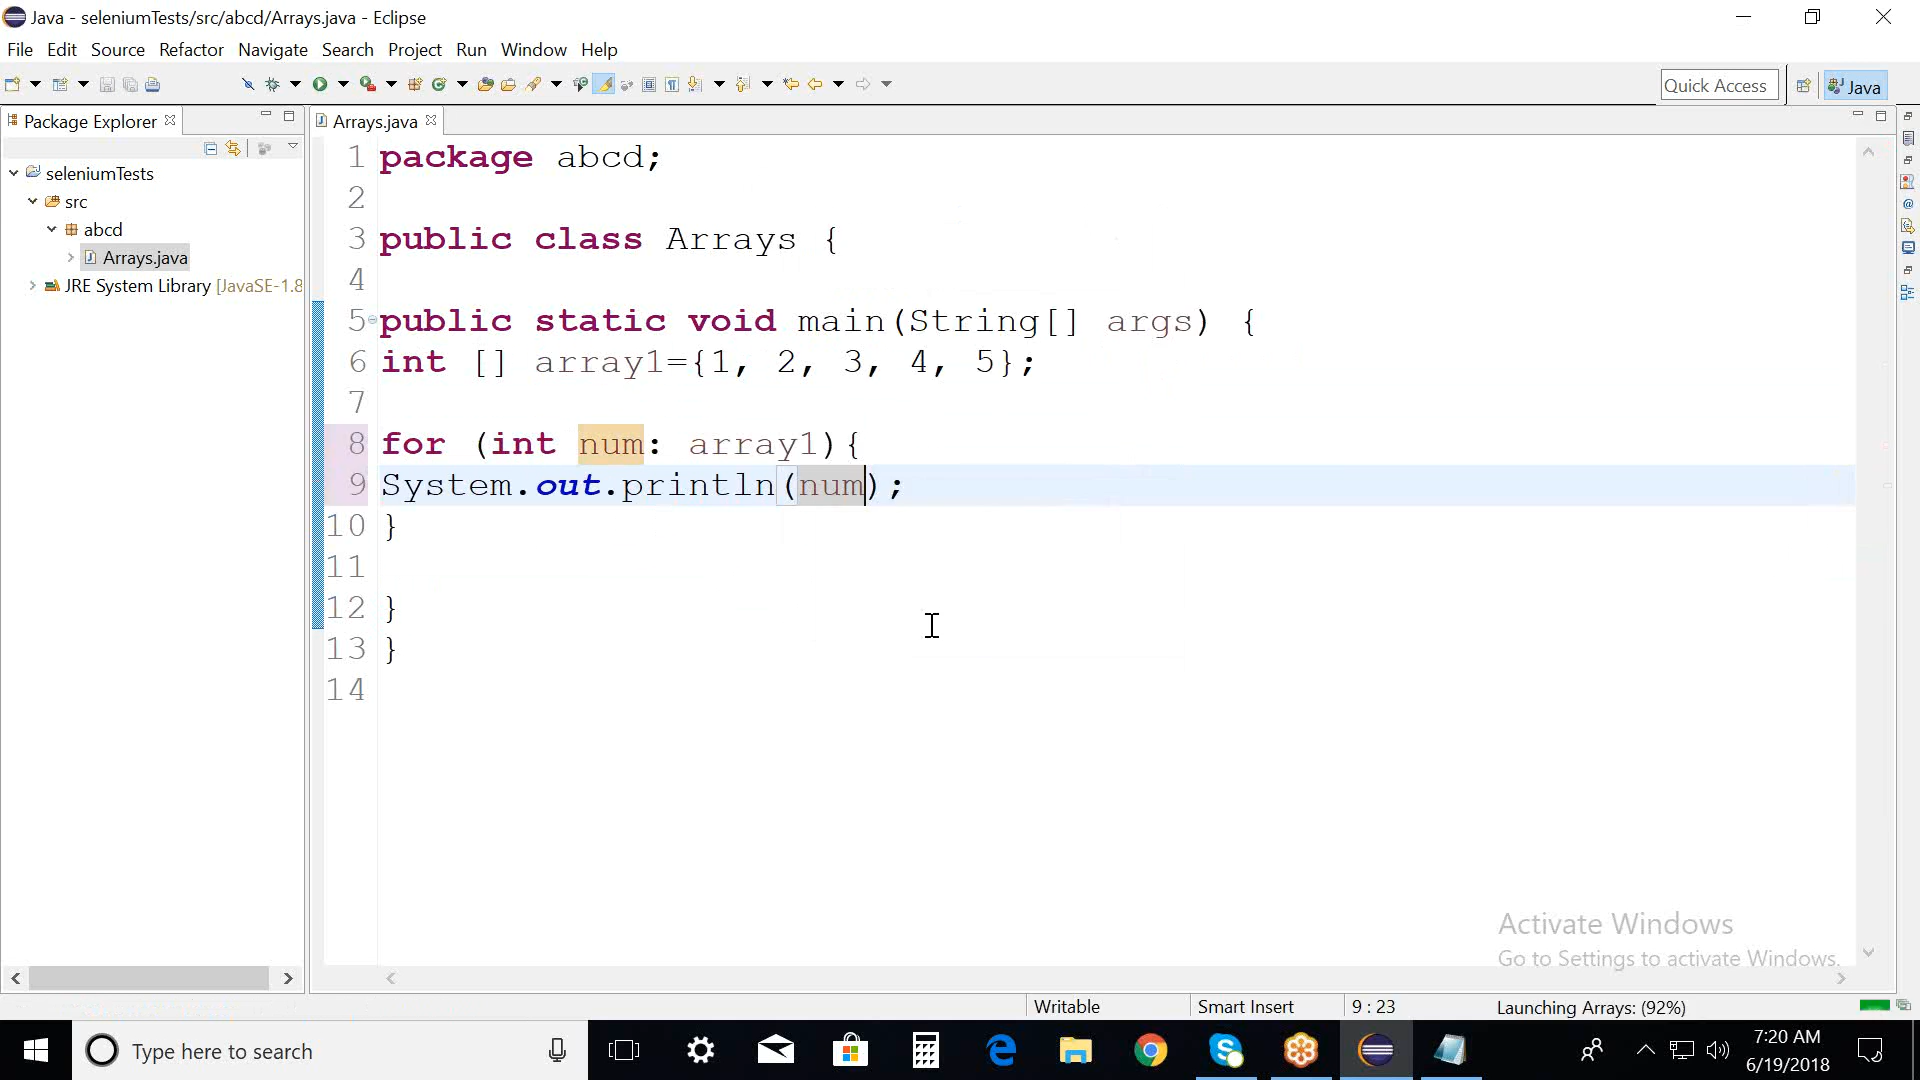 Java - seleniumTests/src/abcd/Arrays.java - Eclipse
File Edit Source Refactor Navigate Search Project Run Window Help
Quick Access
Java
Package Explorer
Arrays.java
seleniumTests
src
abcd
Arrays.java
JRE System Library [JavaSE-1.8
1 package abcd;
2
3 public class Arrays {
4
5 public static void main(String[] args) {
6 int [] array1={1, 2, 3, 4, 5};
7
8 for (int num: array1){
9 System.out.println(num);
10 }
11
12 }
13 }
14
Activate Windows
Go to Settings to activate Windows.
Writable
Smart Insert
9 : 23
Launching Arrays: (92%)
Type here to search
7:20 AM
6/19/2018